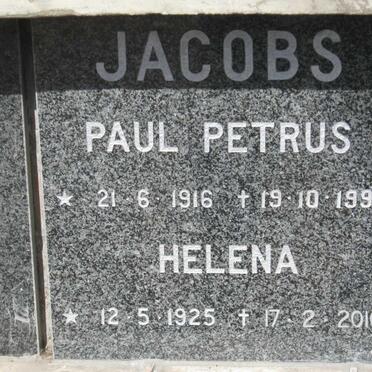 JACOBS
PAUL PETRUS
★ 21·6·1916 ✝ 19·10·199
HELENA
★ 12·5·1925 ✝ 17·2·201